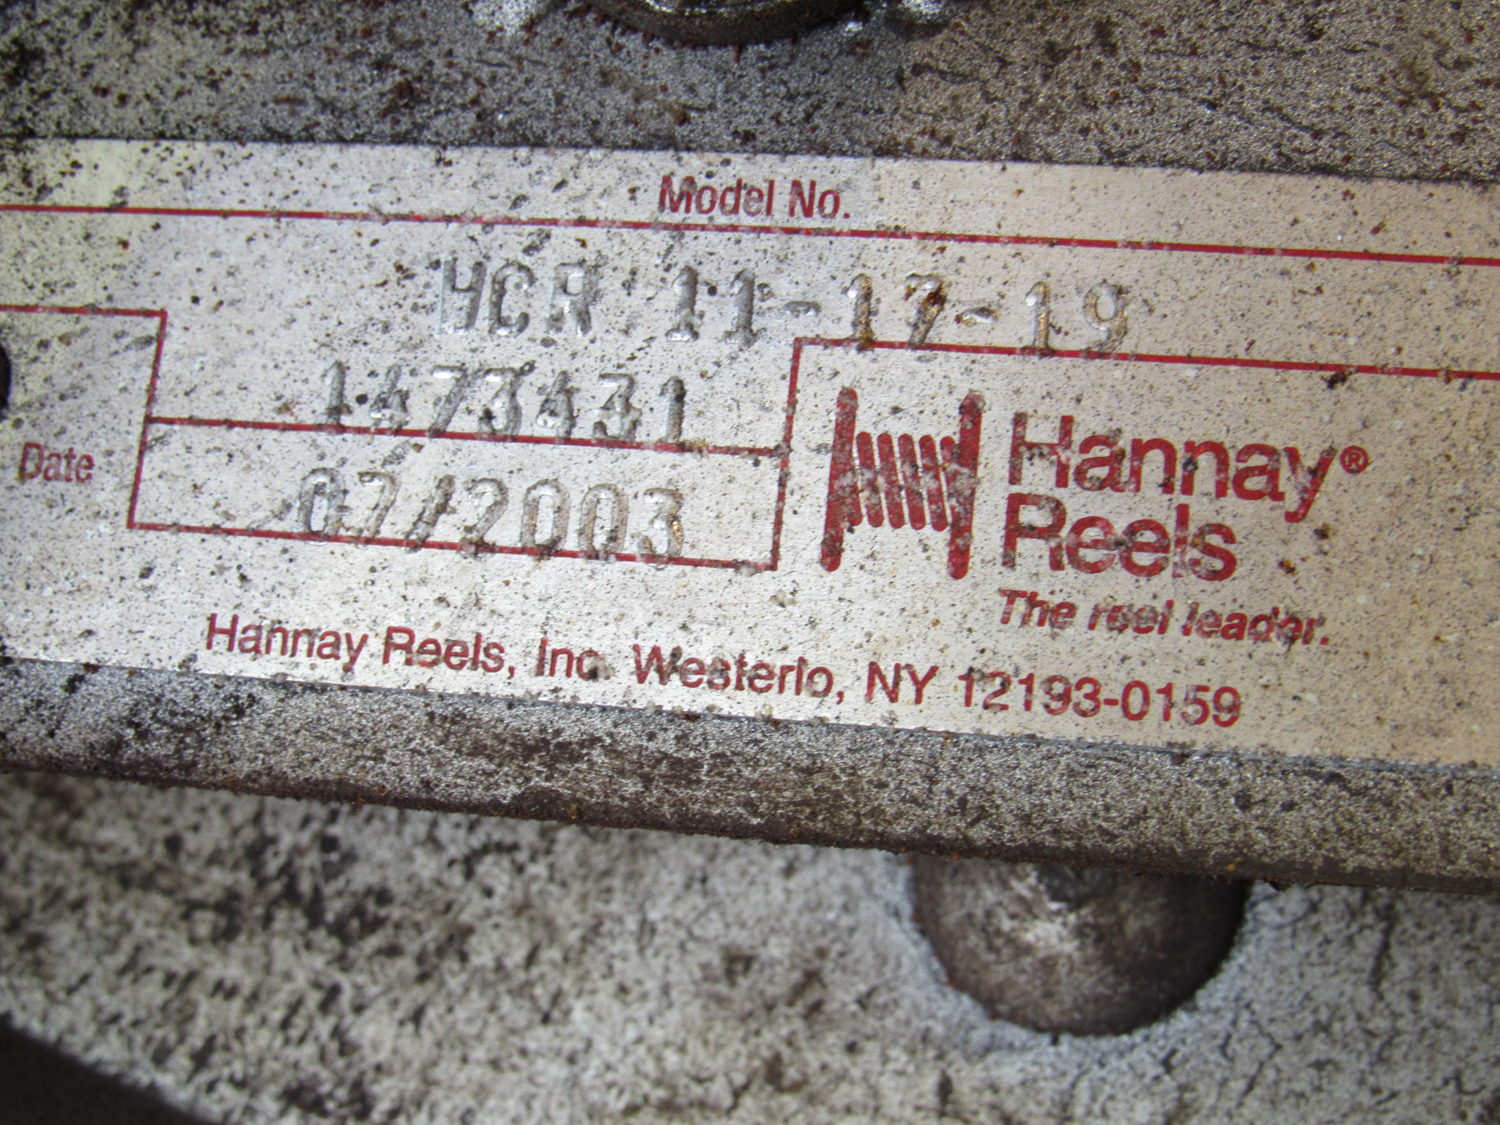 Model No.
WCR 11-17-19
1473431
Date
07/2003
Hannay®
Reels
The reel leader.
Hannay Reels, Inc. Westerlo, NY 12193-0159